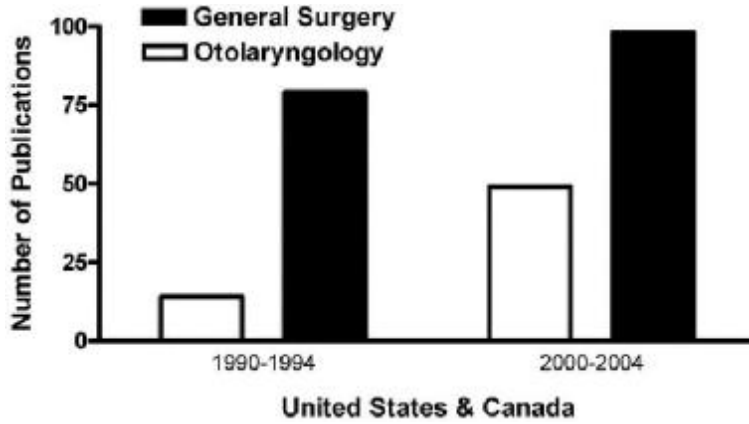 General Surgery
Otolaryngology
Number of Publications
100
75
50
25
0
1990-1994
2000-2004
United States & Canada